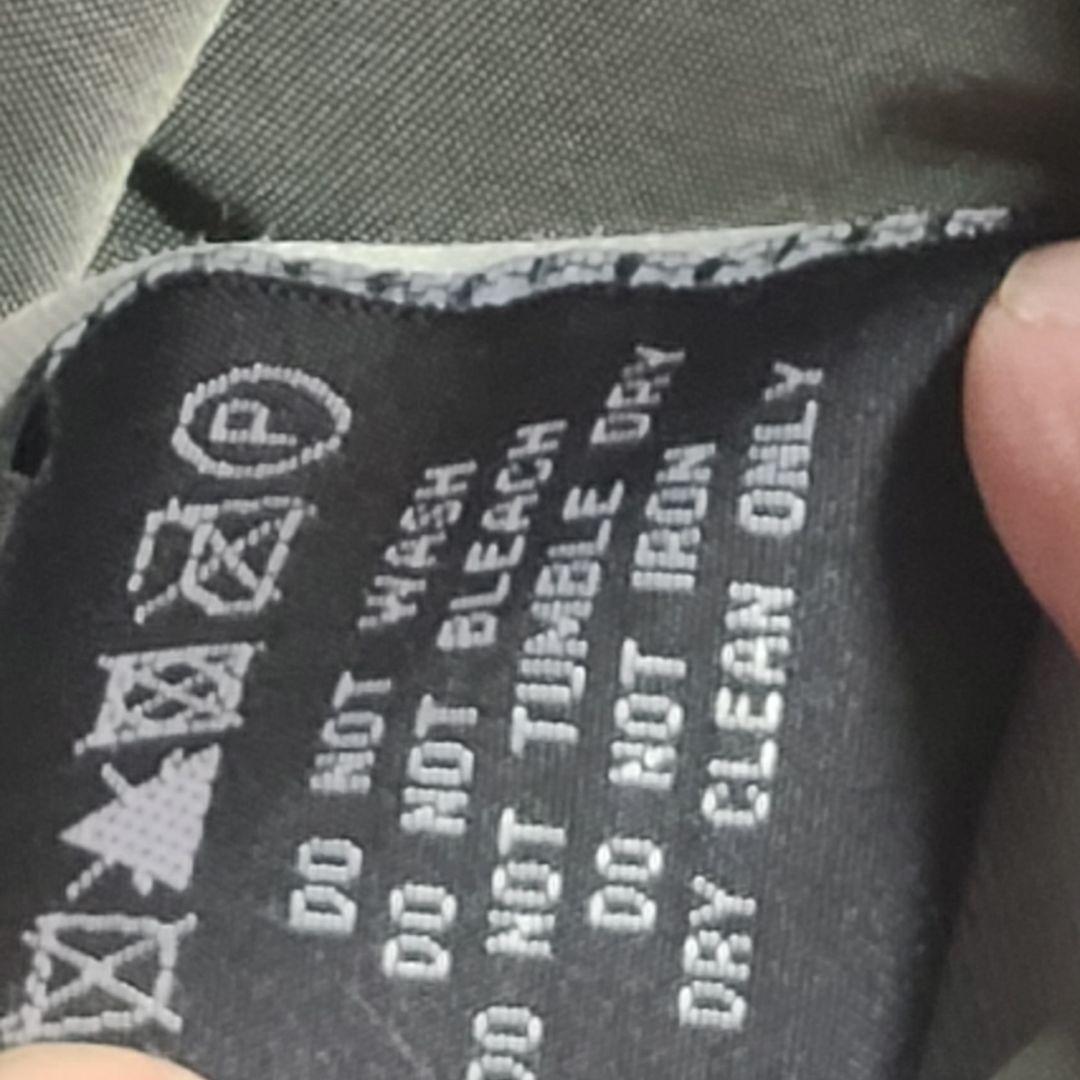 DO NOT WASH
DO NOT BLEACH
DO NOT TUMBLE DRY
DO NOT IRON
DRY CLEAN ONLY
P